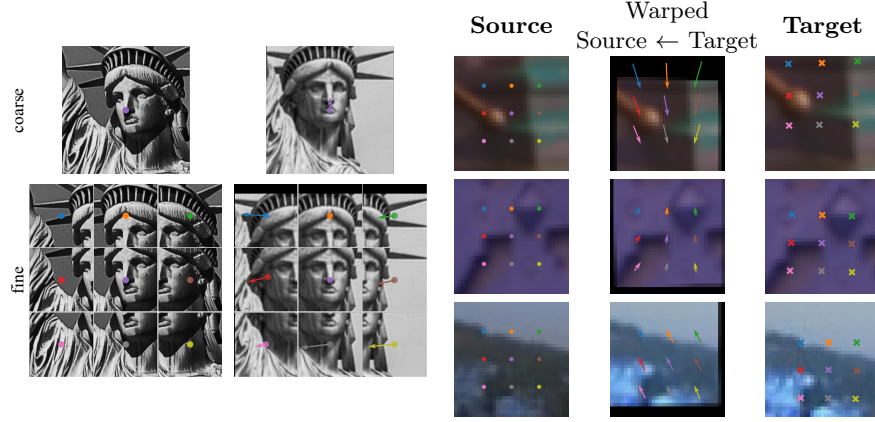 coarse
fine
Source
Warped
Source ← Target
Target